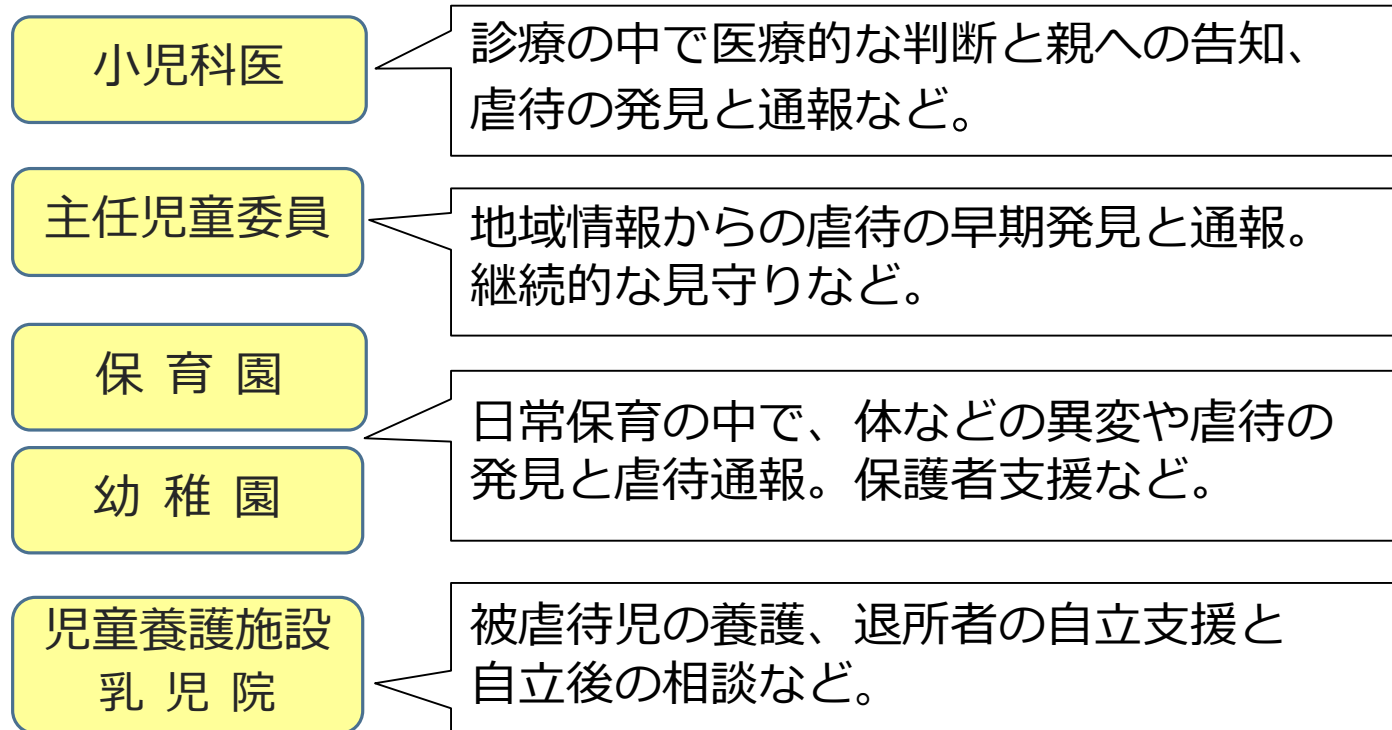 小児科医
診療の中で医療的な判断と親への告知、
虐待の発見と通報など。
主任児童委員
地域情報からの虐待の早期発見と通報。
継続的な見守りなど。
保 育 園
幼 稚 園
日常保育の中で、体などの異変や虐待の
発見と虐待通報。保護者支援など。
児童養護施設
乳 児 院
被虐待児の養護、退所者の自立支援と
自立後の相談など。